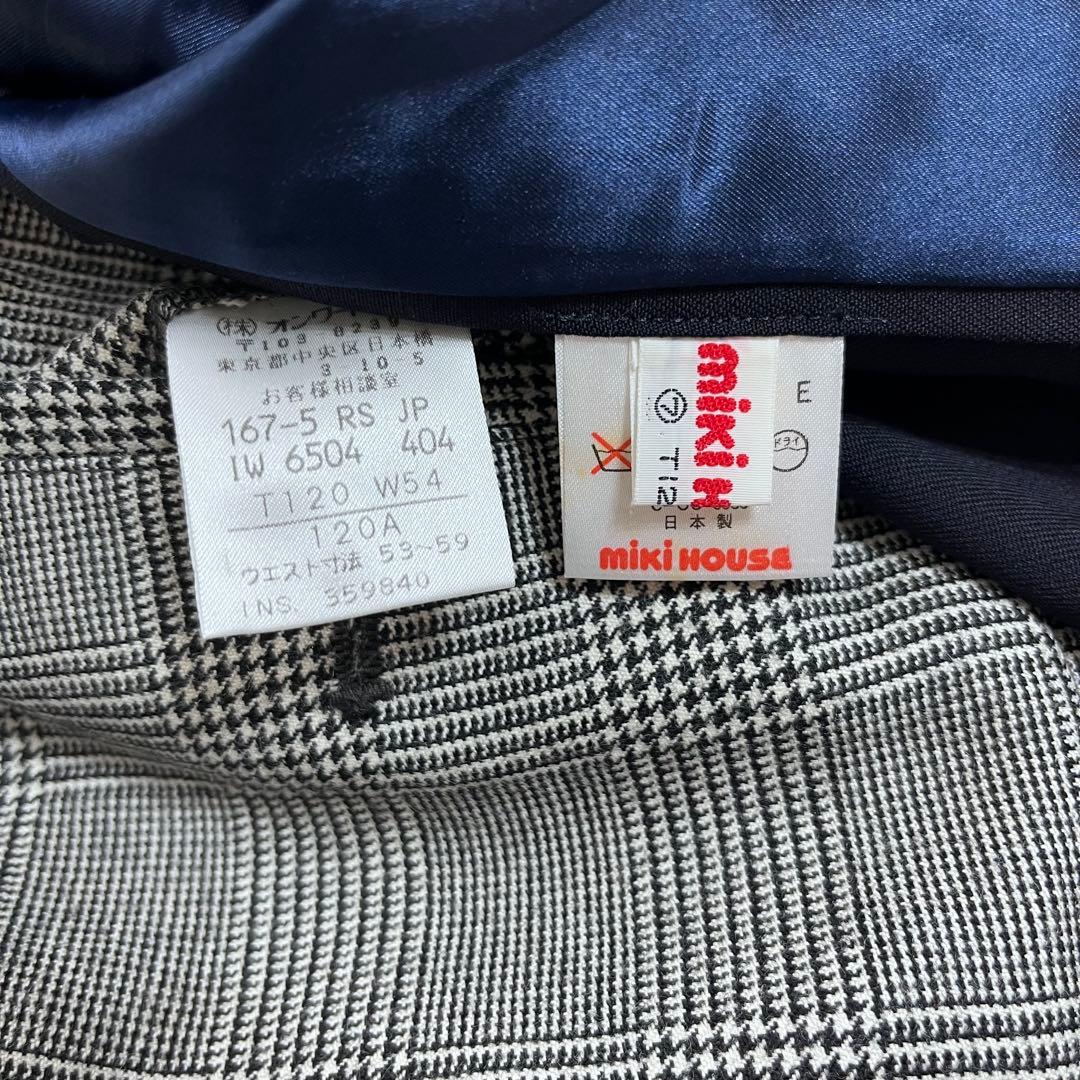 (株)オンワー
〒103 8239
東京都中央区日本橋
3 10-5
お客様相談室
167-5 RS JP
IW 6504 404
T120 W54
120A
ウエスト寸法 53~59
INS. 359840
miki H
T12
E
ドライ
日本製
miki HOUSE